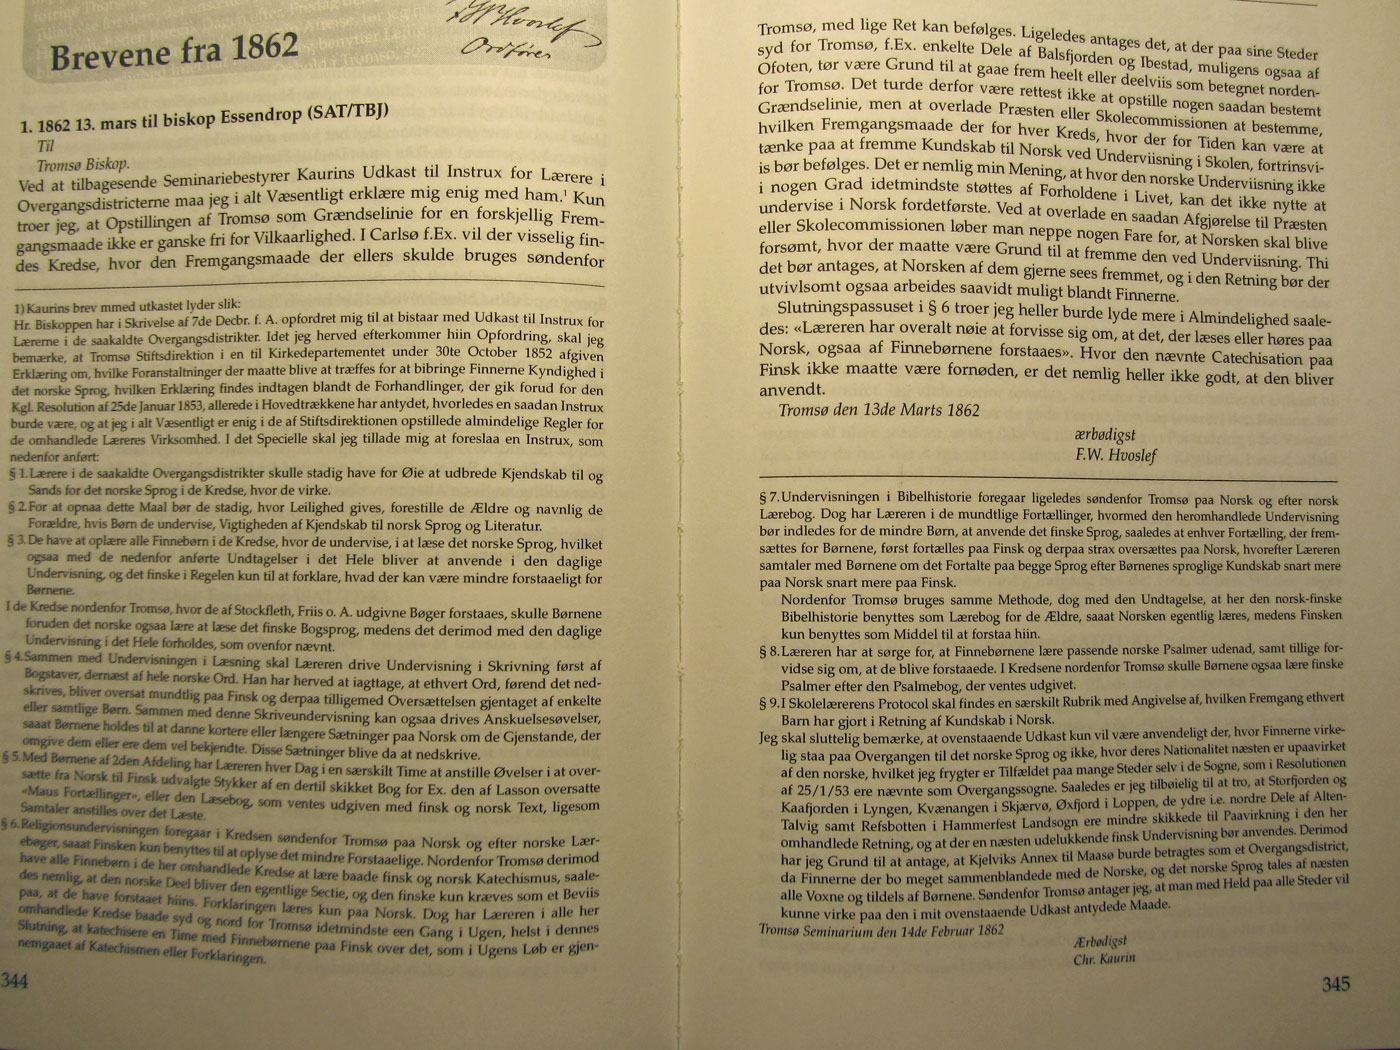 Brevene fra 1862
F.W. Hvoslef
Ordfører
1. 1862 13. mars til biskop Essendrop (SAT/TBJ)
Til
Tromsø Biskop.
Ved at tilbagesende Seminariebestyrer Kaurins Udkast til Instrux for Lærere i
Overgangsdistricterne maa jeg i alt Væsentligt erklære mig enig med ham.¹ Kun
troer jeg, at Opstillingen af Tromsø som Grændselinie for en forskjellig Frem-
gangsmaade ikke er ganske fri for Vilkaarlighed. I Carlsø f.Ex. vil der visselig fin-
des Kredse, hvor den Fremgangsmaade der ellers skulde bruges søndenfor
1) Kaurins brev mmed utkastet lyder slik:
Hr. Biskoppen har i Skrivelse af 7de Decbr. f. A. opfordret mig til at bistaar med Udkast til Instrux for
Lærerne i de saakaldte Overgangsdistrikter. Idet jeg herved efterkommer hiin Opfordring, skal jeg
bemærke, at Tromsø Stiftsdirektion i en til Kirkedepartementet under 30te October 1852 afgiven
Erklæring om, hvilke Foranstaltninger der maatte blive at træffes for at bibringe Finnerne Kyndighed i
det norske Sprog, hvilken Erklæring findes indtagen blandt de Forhandlinger, der gik forud for den
Kgl. Resolution af 25de Januar 1853, allerede i Hovedtrækkene har antydet, hvorledes en saadan Instrux
burde være, og at jeg i alt Væsentligt er enig i de af Stiftsdirektionen opstillede almindelige Regler for
de omhandlede Læreres Virksomhed. I det Specielle skal jeg tillade mig at foreslaa en Instrux, som
nedenfor anført:
§ 1. Lærere i de saakaldte Overgangsdistrikter skulle stadig have for Øie at udbrede Kjendskab til og
Sands for det norske Sprog i de Kredse, hvor de virke.
§ 2. For at opnaa dette Maal bør de stadig, hvor Leilighed gives, forestille de Ældre og navnlig de
Forældre, hvis Børn de undervise, Vigtigheden af Kjendskab til norsk Sprog og Literatur.
§ 3. De have at oplære alle Finnebørn i de Kredse, hvor de undervise, i at læse det norske Sprog, hvilket
ogsaa med de nedenfor anførte Undtagelser i det Hele bliver at anvende i den daglige
Undervisning, og det finske i Regelen kun til at forklare, hvad der kan være mindre forstaaeligt for
Børnene.
I de Kredse nordenfor Tromsø, hvor de af Stockfleth, Friis o. A. udgivne Bøger forstaaes, skulle Børnene
foruden det norske ogsaa lære at læse det finske Bogsprog, medens det derimod med den daglige
Undervisning i det Hele forholdes, som ovenfor nævnt.
§ 4. Sammen med Undervisningen i Læsning skal Læreren drive Undervisning i Skrivning først af
Bogstaver, dernæst af hele norske Ord. Han har herved at iagttage, at ethvert Ord, førend det ned-
skrives, bliver oversat mundtlig paa Finsk og derpaa tilligemed Oversættelsen gjentaget af enkelte
eller samtlige Børn. Sammen med denne Skriveundervisning kan ogsaa drives Anskuelsesøvelser,
saaat Børnene holdes til at danne kortere eller længere Sætninger paa Norsk om de Gjenstande, der
omgive dem eller ere dem vel bekjendte. Disse Sætninger blive da at nedskrive.
§ 5. Med Børnene af 2den Afdeling har Læreren hver Dag i en særskilt Time at anstille Øvelser i at over-
sætte fra Norsk til Finsk udvalgte Stykker af en dertil skikket Bog for Ex. den af Lasson oversatte
«Maus Fortællinger», eller den Læsebog, som ventes udgiven med finsk og norsk Text, ligesom
Samtaler anstilles over det Læste.
§ 6. Religionsundervisningen foregaar i Kredsen søndenfor Tromsø paa Norsk og efter norske Lær-
ebøger, saaat Finsken kun benyttes til at oplyse det mindre Forstaaelige. Nordenfor Tromsø derimod
have alle Finnebørn i de her omhandlede Kredse at lære baade finsk og norsk Katechismus, saale-
des nemlig, at den norske Deel bliver den egentlige Sectie, og den finske kun kræves som et Beviis
paa, at de have forstaaet hiins. Forklaringen læres kun paa Norsk. Dog har Læreren i alle her
omhandlede Kredse baade syd og nord for Tromsø idetmindste een Gang i Ugen, helst i dennes
Slutning, at katechisere en Time med Finnebørnene paa Finsk over det, som i Ugens Løb er gjen-
nemgaaet af Katechismen eller Forklaringen.
344
Tromsø, med lige Ret kan befølges. Ligeledes antages det, at der paa sine Steder
syd for Tromsø, f.Ex. enkelte Dele af Balsfjorden og Ibestad, muligens ogsaa af
Ofoten, tør være Grund til at gaae frem heelt eller deelviis som betegnet norden-
for Tromsø. Det turde derfor være rettest ikke at opstille nogen saadan bestemt
Grændselinie, men at overlade Præsten eller Skolecommissionen at bestemme,
hvilken Fremgangsmaade der for hver Kreds, hvor der for Tiden kan være at
tænke paa at fremme Kundskab til Norsk ved Underviisning i Skolen, fortrinsvi-
is bør befølges. Det er nemlig min Mening, at hvor den norske Underviisning ikke
i nogen Grad idetmindste støttes af Forholdene i Livet, kan det ikke nytte at
undervise i Norsk fordetførste. Ved at overlade en saadan Afgjørelse til Præsten
eller Skolecommissionen løber man neppe nogen Fare for, at Norsken skal blive
forsømt, hvor der maatte være Grund til at fremme den ved Underviisning. Thi
det bør antages, at Norsken af dem gjerne sees fremmet, og i den Retning bør der
utvivlsomt ogsaa arbeides saavidt muligt blandt Finnerne.
Slutningspassuset i § 6 troer jeg heller burde lyde mere i Almindelighed saale-
des: «Læreren har overalt nøie at forvisse sig om, at det, der læses eller høres paa
Norsk, ogsaa af Finnebørnene forstaaes». Hvor den nævnte Catechisation paa
Finsk ikke maatte være fornøden, er det nemlig heller ikke godt, at den bliver
anvendt.
Tromsø den 13de Marts 1862
ærbødigst
F.W. Hvoslef
§ 7. Undervisningen i Bibelhistorie foregaar ligeledes søndenfor Tromsø paa Norsk og efter norsk
Lærebog. Dog har Læreren i de mundtlige Fortællinger, hvormed den heromhandlede Undervisning
bør indledes for de mindre Børn, at anvende det finske Sprog, saaledes at enhver Fortælling, der frem-
sættes for Børnene, først fortælles paa Finsk og derpaa strax oversættes paa Norsk, hvorefter Læreren
samtaler med Børnene om det Fortalte paa begge Sprog efter Børnenes sproglige Kundskab snart mere
paa Norsk snart mere paa Finsk.
Nordenfor Tromsø bruges samme Methode, dog med den Undtagelse, at her den norsk-finske
Bibelhistorie benyttes som Lærebog for de Ældre, saaat Norsken egentlig læres, medens Finsken
kun benyttes som Middel til at forstaa hiin.
§ 8. Læreren har at sørge for, at Finnebørnene lære passende norske Psalmer udenad, samt tillige for-
vidse sig om, at de blive forstaaede. I Kredsene nordenfor Tromsø skulle Børnene ogsaa lære finske
Psalmer efter den Psalmebog, der ventes udgivet.
§ 9. I Skolelærerens Protocol skal findes en særskilt Rubrik med Angivelse af, hvilken Fremgang ethvert
Barn har gjort i Retning af Kundskab i Norsk.
Jeg skal sluttelig bemærke, at ovenstaaende Udkast kun vil være anvendeligt der, hvor Finnerne virke-
lig staa paa Overgangen til det norske Sprog og ikke, hvor deres Nationalitet næsten er upaavirket
af den norske, hvilket jeg frygter er Tilfældet paa mange Steder selv i de Sogne, som i Resolutionen
af 25/1/53 ere nævnte som Overgangssogne. Saaledes er jeg tilbøielig til at tro, at Storfjorden og
Kaafjorden i Lyngen, Kvænangen i Skjærvø, Øxfjord i Loppen, de ydre i.e. nordre Dele af Alten-
Talvig samt Refsbotten i Hammerfest Landsogn ere mindre skikkede til Paavirkning i den her
omhandlede Retning, og at der en næsten udelukkende finsk Undervisning bør anvendes. Derimod
har jeg Grund til at antage, at Kjelviks Annex til Maasø burde betragtes som et Overgangsdistrict,
da Finnerne der bo meget sammenblandede med de Norske, og det norske Sprog tales af næsten
alle Voxne og tildels af Børnene. Søndenfor Tromsø antager jeg, at man med Held paa alle Steder vil
kunne virke paa den i mit ovenstaaende Udkast antydede Maade.
Tromsø Seminarium den 14de Februar 1862
Ærbødigst
Chr. Kaurin
345